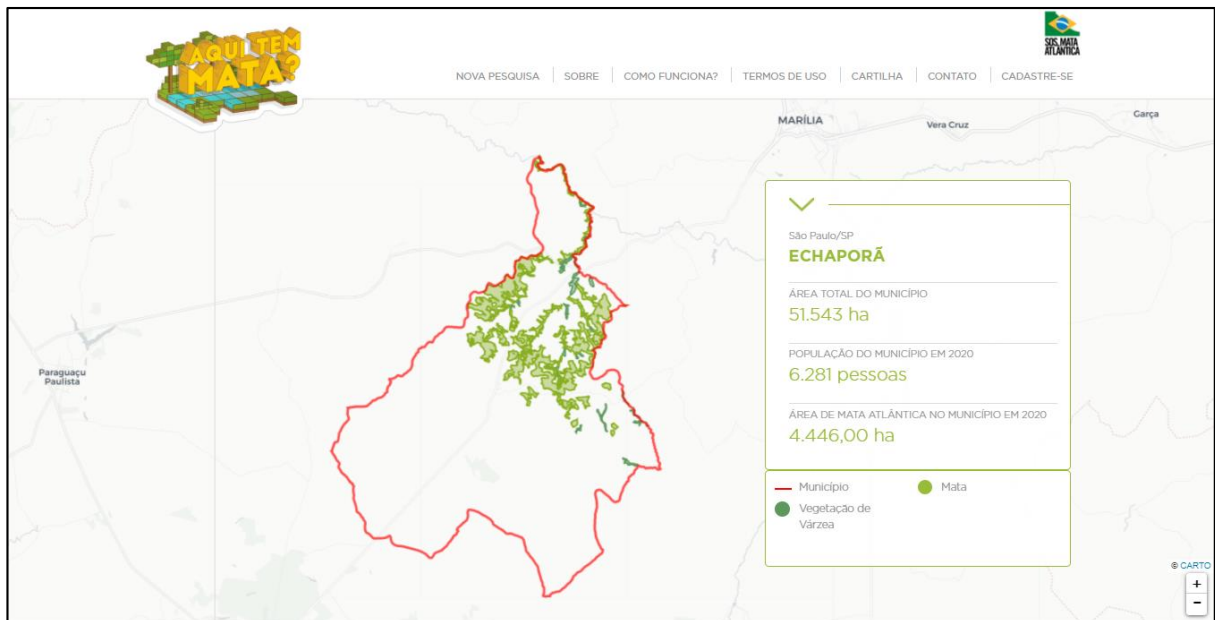 AQUI TEM
MATA?
SOS MATA
ATLÂNTICA
NOVA PESQUISA
SOBRE
COMO FUNCIONA?
TERMOS DE USO
CARTILHA
CONTATO
CADASTRE-SE
MARÍLIA
Vera Cruz
Garça
Paraguaçu
Paulista
São Paulo/SP
ECHAPORÃ
ÁREA TOTAL DO MUNICÍPIO
51.543 ha
POPULAÇÃO DO MUNICÍPIO EM 2020
6.281 pessoas
ÁREA DE MATA ATLÂNTICA NO MUNICÍPIO EM 2020
4.446,00 ha
Município
Mata
Vegetação de
Várzea
© CARTO
+
−